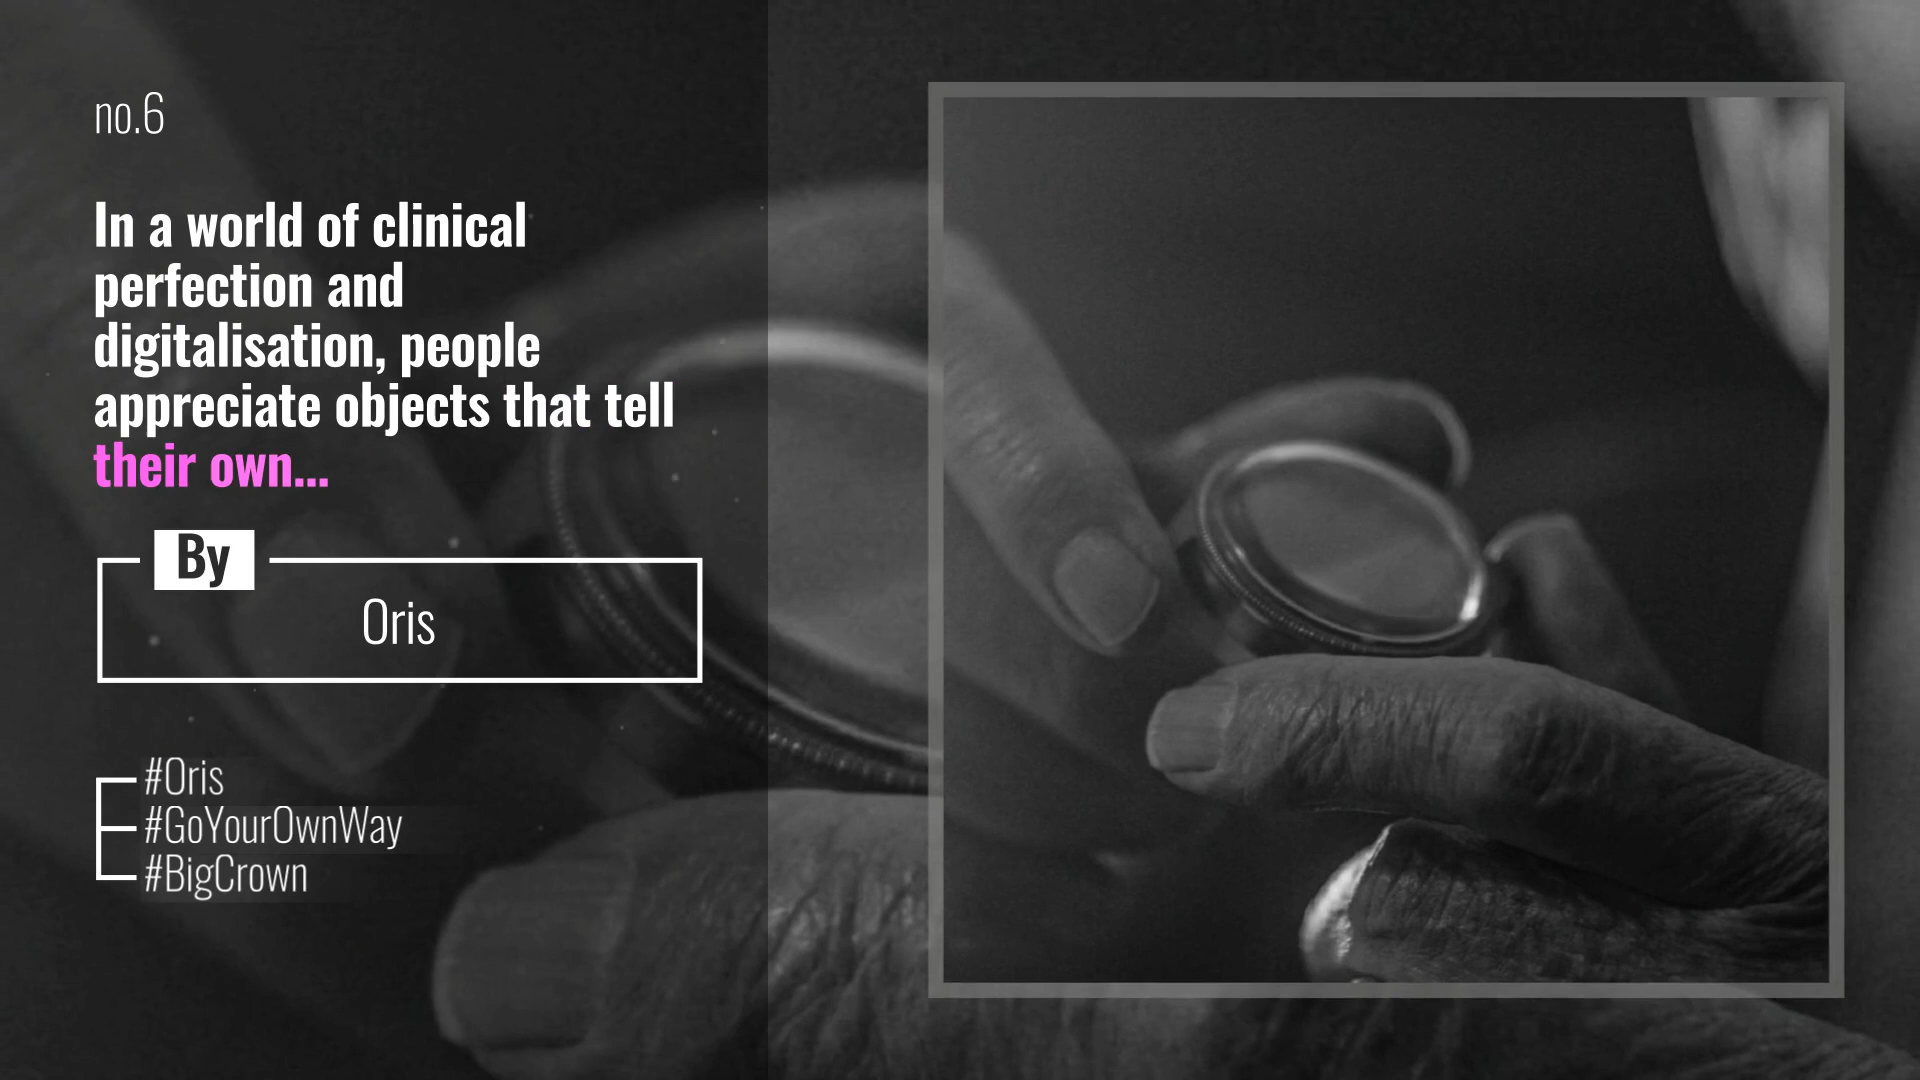 no.6
In a world of clinical
perfection and
digitalisation, people
appreciate objects that tell
their own...
By
Oris
#Oris
#GoYourOwnWay
#BigCrown